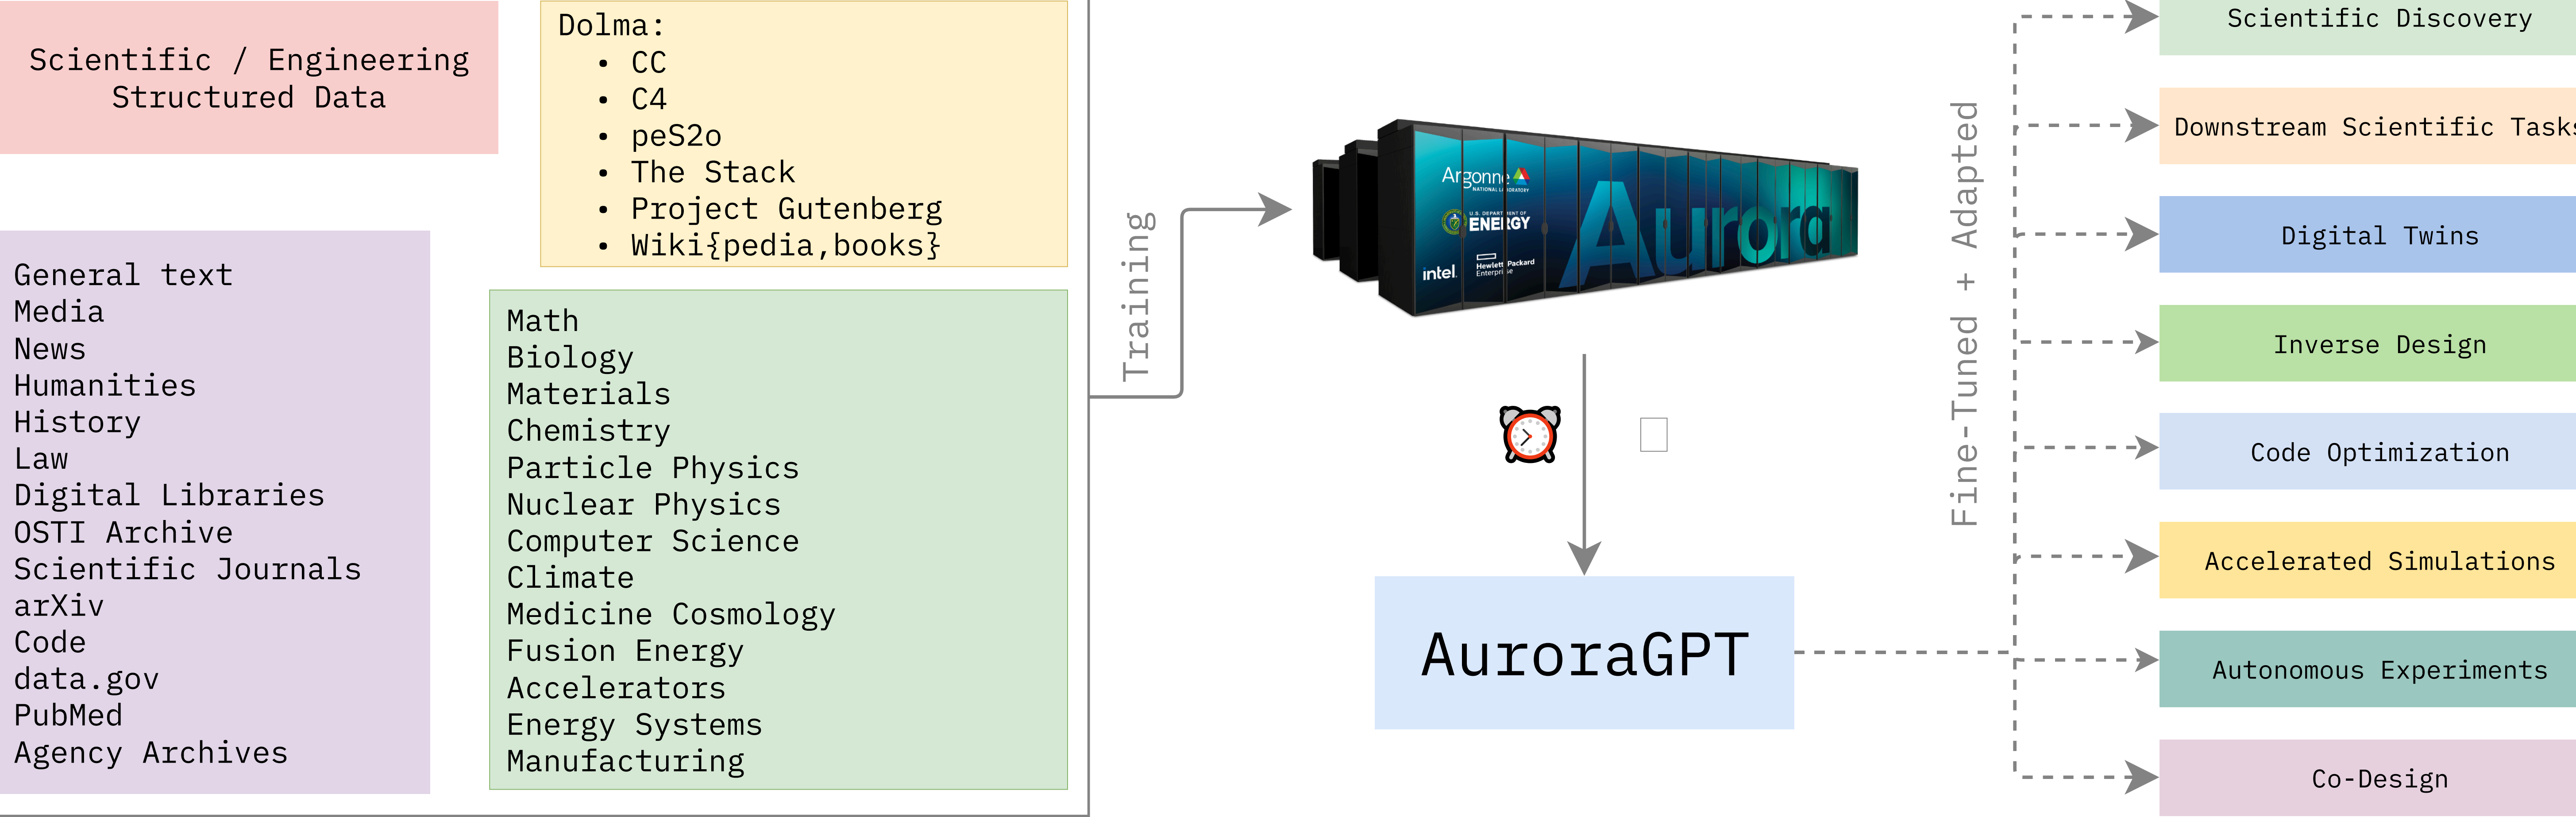 Scientific / Engineering
Structured Data
Dolma:
• CC
• C4
• peS2o
• The Stack
• Project Gutenberg
• Wiki{pedia,books}
General text
Media
News
Humanities
History
Law
Digital Libraries
OSTI Archive
Scientific Journals
arXiv
Code
data.gov
PubMed
Agency Archives
Math
Biology
Materials
Chemistry
Particle Physics
Nuclear Physics
Computer Science
Climate
Medicine Cosmology
Fusion Energy
Accelerators
Energy Systems
Manufacturing
Training
Argonne
NATIONAL LABORATORY
U.S. DEPARTMENT OF
ENERGY
intel.
Hewlett Packard
Enterprise
Aurora
AuroraGPT
Fine-Tuned + Adapted
Scientific Discovery
Downstream Scientific Tasks
Digital Twins
Inverse Design
Code Optimization
Accelerated Simulations
Autonomous Experiments
Co-Design